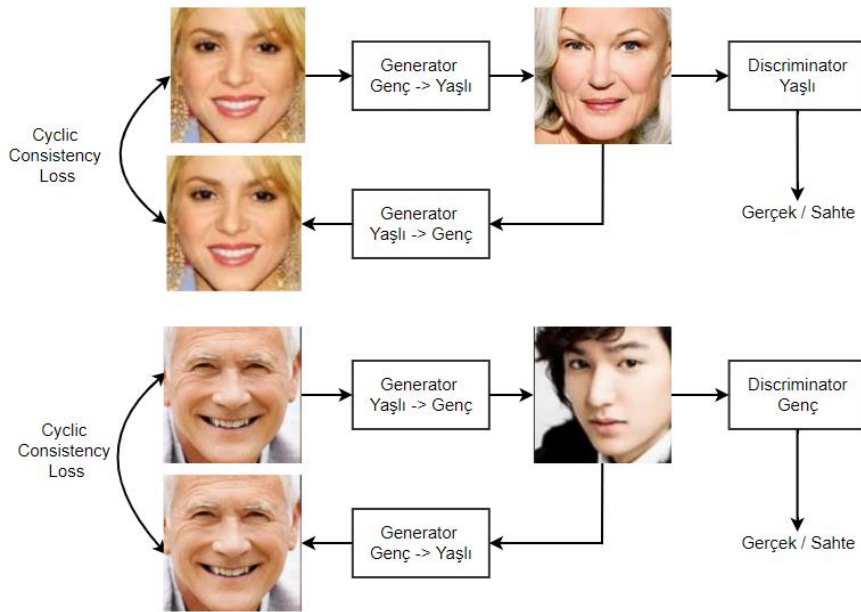 Generator
Genç -> Yaşlı
Discriminator
Yaşlı
Cyclic
Consistency
Loss
Generator
Yaşlı -> Genç
Gerçek / Sahte
Generator
Yaşlı -> Genç
Discriminator
Genç
Cyclic
Consistency
Loss
Generator
Genç -> Yaşlı
Gerçek / Sahte